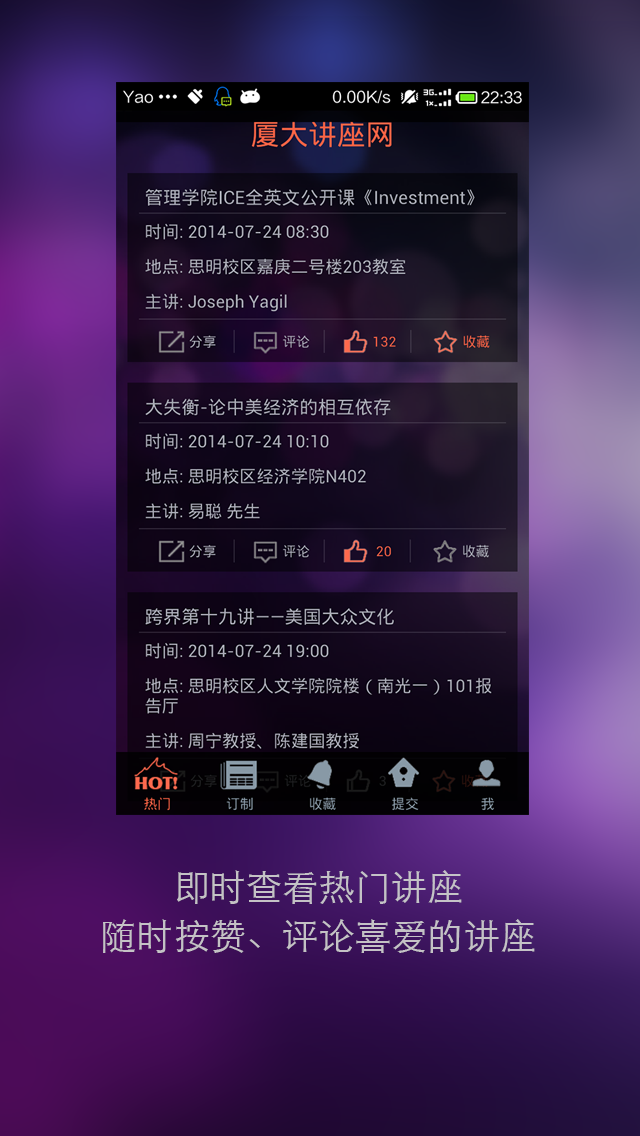 Yao ••• 0.00K/s 3G 1x 22:33
厦大讲座网
管理学院ICE全英文公开课《Investment》
时间: 2014-07-24 08:30
地点: 思明校区嘉庚二号楼203教室
主讲: Joseph Yagil
分享 评论 132 收藏
大失衡-论中美经济的相互依存
时间: 2014-07-24 10:10
地点: 思明校区经济学院N402
主讲: 易聪 先生
分享 评论 20 收藏
跨界第十九讲——美国大众文化
时间: 2014-07-24 19:00
地点: 思明校区人文学院院楼（南光一）101报
告厅
主讲: 周宁教授、陈建国教授
分享 评论 3 收
HOT!
热门 订制 收藏 提交 我
即时查看热门讲座
随时按赞、评论喜爱的讲座